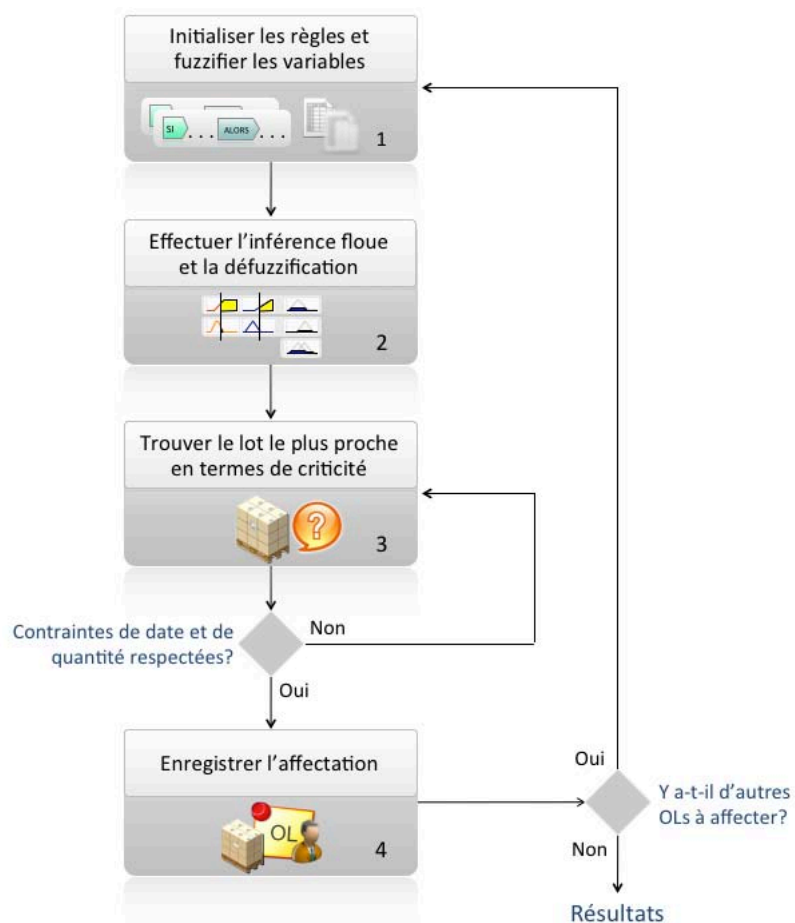 Initialiser les règles et
fuzzifier les variables
SI
. . .
ALORS
. . .
1
Effectuer l'inférence floue
et la défuzzification
2
Trouver le lot le plus proche
en termes de criticité
?
3
Contraintes de date et de
quantité respectées?
Non
Oui
Enregistrer l'affectation
OL
4
Oui
Y a-t-il d'autres
OLs à affecter?
Non
Résultats